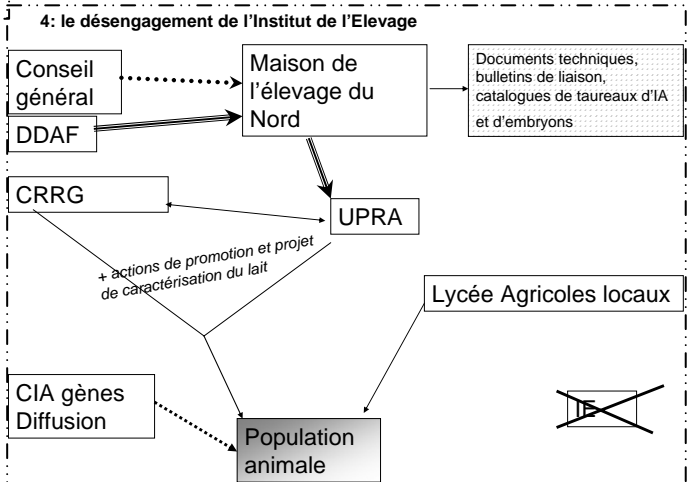 4: le désengagement de l'Institut de l'Elevage
Conseil
général
DDAF
Maison de
l'élevage du
Nord
Documents techniques,
bulletins de liaison,
catalogues de taureaux d'IA
et d'embryons
CRRG
UPRA
+ actions de promotion et projet
de caractérisation du lait
Lycée Agricoles locaux
CIA gènes
Diffusion
Population
animale
IE